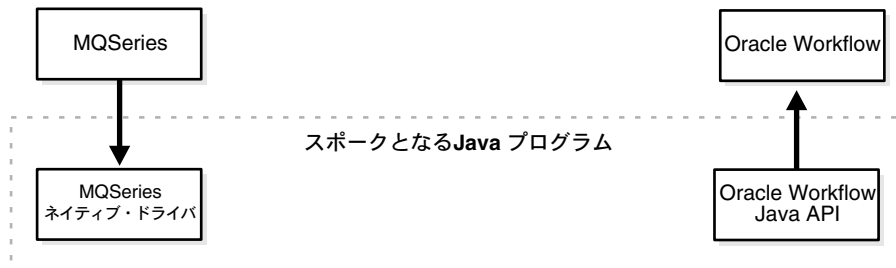 MQSeries
Oracle Workflow
スポークとなるJava プログラム
MQSeries
ネイティブ・ドライバ
Oracle Workflow
Java API